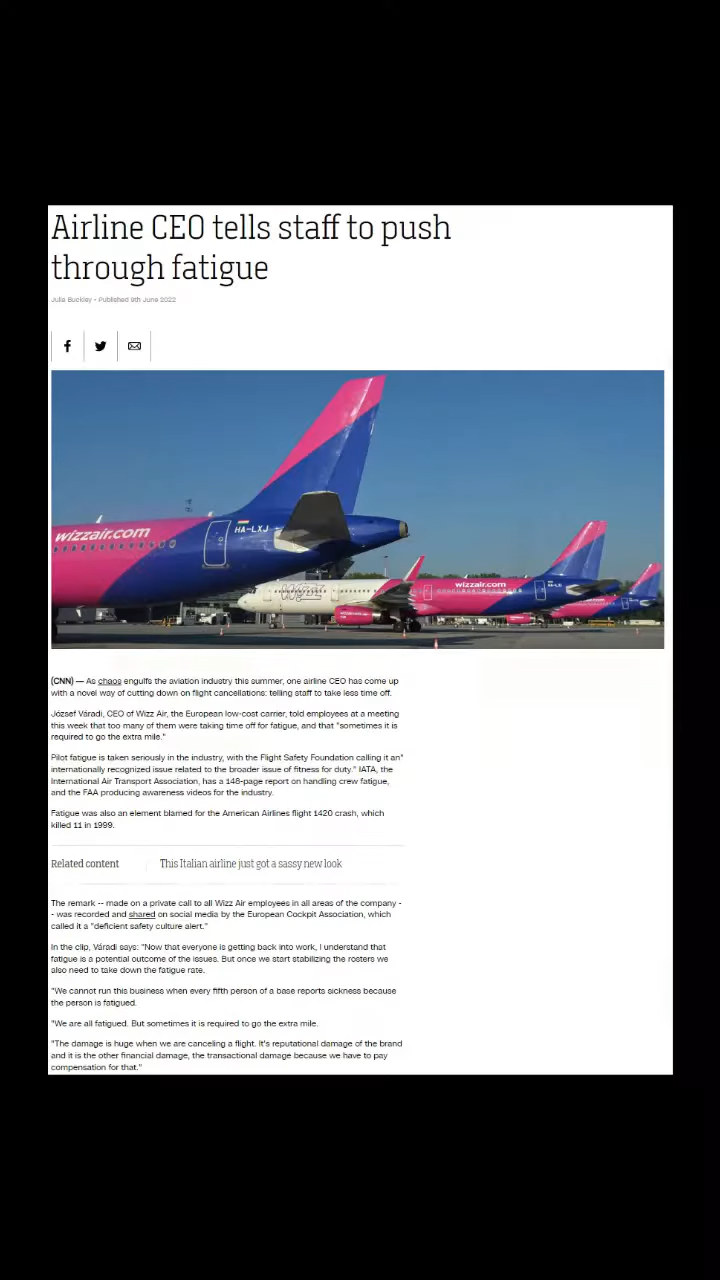 Airline CEO tells staff to push
through fatigue
Julia Buckley • Published 9th June 2022
wizzair.com
HA-LXJ
WIZZ
wizzair.com
(CNN) — As chaos engulfs the aviation industry this summer, one airline CEO has come up
with a novel way of cutting down on flight cancellations: telling staff to take less time off.
József Váradi, CEO of Wizz Air, the European low-cost carrier, told employees at a meeting
this week that too many of them were taking time off for fatigue, and that "sometimes it is
required to go the extra mile."
Pilot fatigue is taken seriously in the industry, with the Flight Safety Foundation calling it an"
internationally recognized issue related to the broader issue of fitness for duty." IATA, the
International Air Transport Association, has a 148-page report on handling crew fatigue,
and the FAA producing awareness videos for the industry.
Fatigue was also an element blamed for the American Airlines flight 1420 crash, which
killed 11 in 1999.
Related content
This Italian airline just got a sassy new look
The remark -- made on a private call to all Wizz Air employees in all areas of the company -
- was recorded and shared on social media by the European Cockpit Association, which
called it a "deficient safety culture alert."
In the clip, Váradi says: "Now that everyone is getting back into work, I understand that
fatigue is a potential outcome of the issues. But once we start stabilizing the rosters we
also need to take down the fatigue rate.
"We cannot run this business when every fifth person of a base reports sickness because
the person is fatigued.
"We are all fatigued. But sometimes it is required to go the extra mile.
"The damage is huge when we are canceling a flight. It's reputational damage of the brand
and it is the other financial damage, the transactional damage because we have to pay
compensation for that."